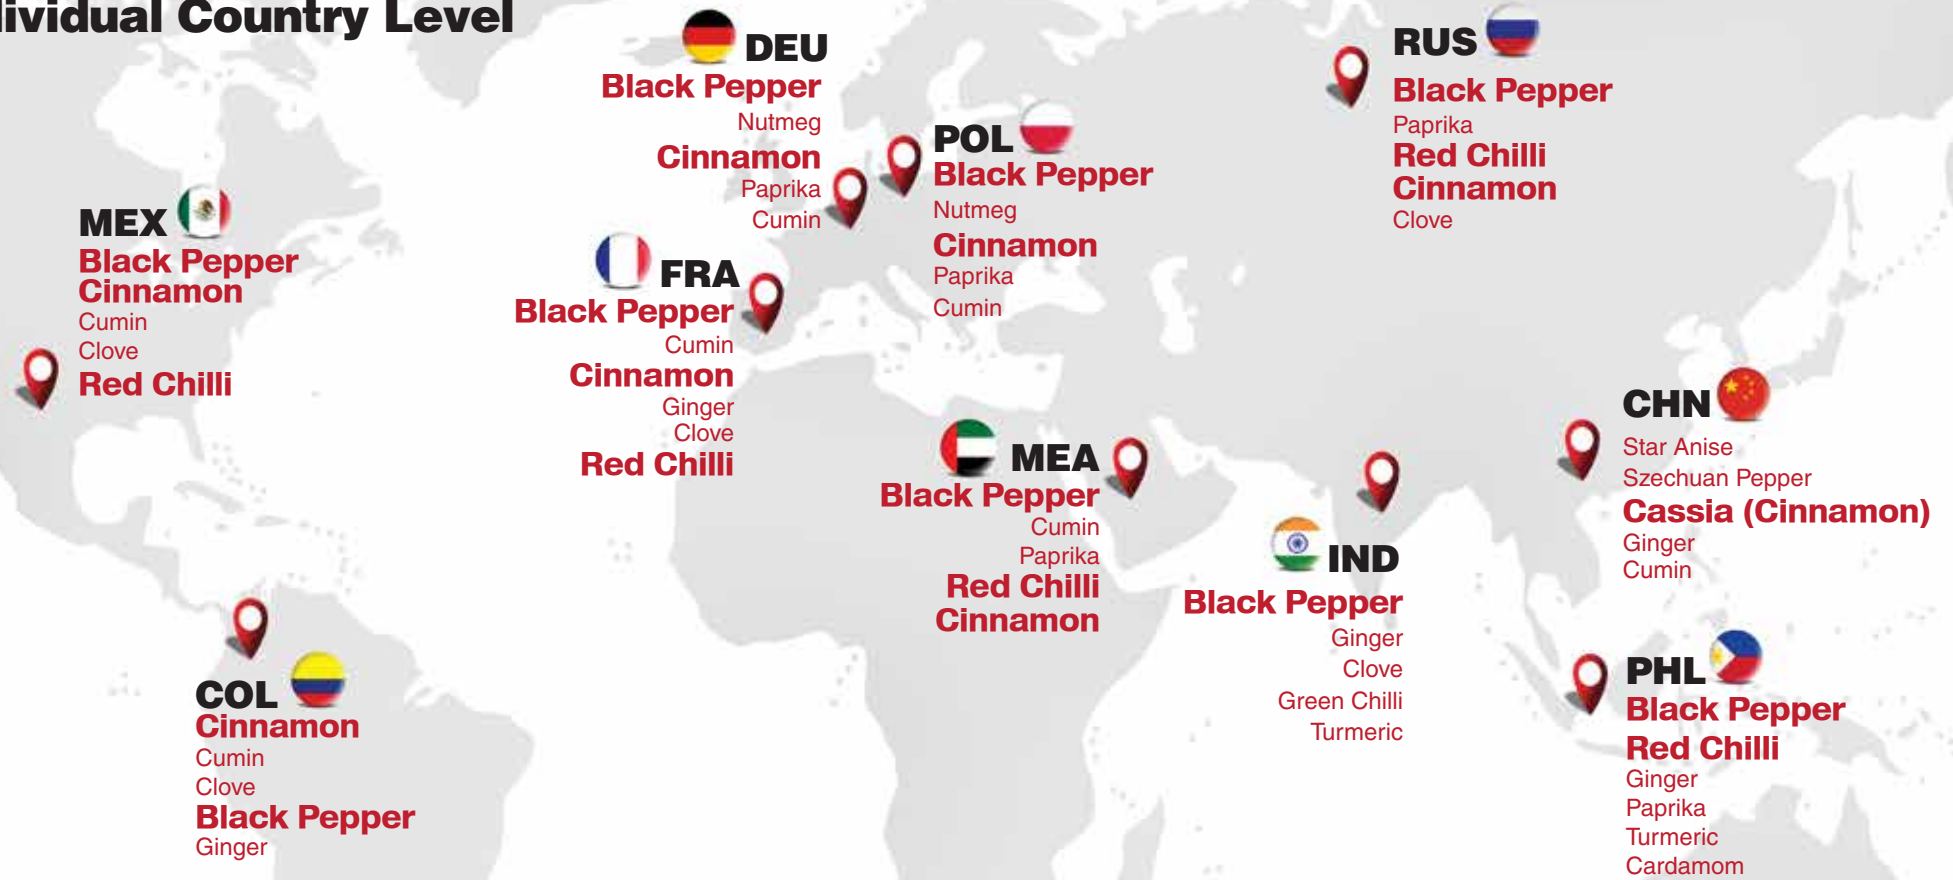 ividual Country Level
DEU
Black Pepper
Nutmeg
Cinnamon
Paprika
Cumin
RUS
Black Pepper
Paprika
Red Chilli
Cinnamon
Clove
POL
Black Pepper
Nutmeg
Cinnamon
Paprika
Cumin
MEX
Black Pepper
Cinnamon
Cumin
Clove
Red Chilli
FRA
Black Pepper
Cumin
Cinnamon
Ginger
Clove
Red Chilli
CHN
Star Anise
Szechuan Pepper
Cassia (Cinnamon)
Ginger
Cumin
MEA
Black Pepper
Cumin
Paprika
Red Chilli
Cinnamon
IND
Black Pepper
Ginger
Clove
Green Chilli
Turmeric
COL
Cinnamon
Cumin
Clove
Black Pepper
Ginger
PHL
Black Pepper
Red Chilli
Ginger
Paprika
Turmeric
Cardamom